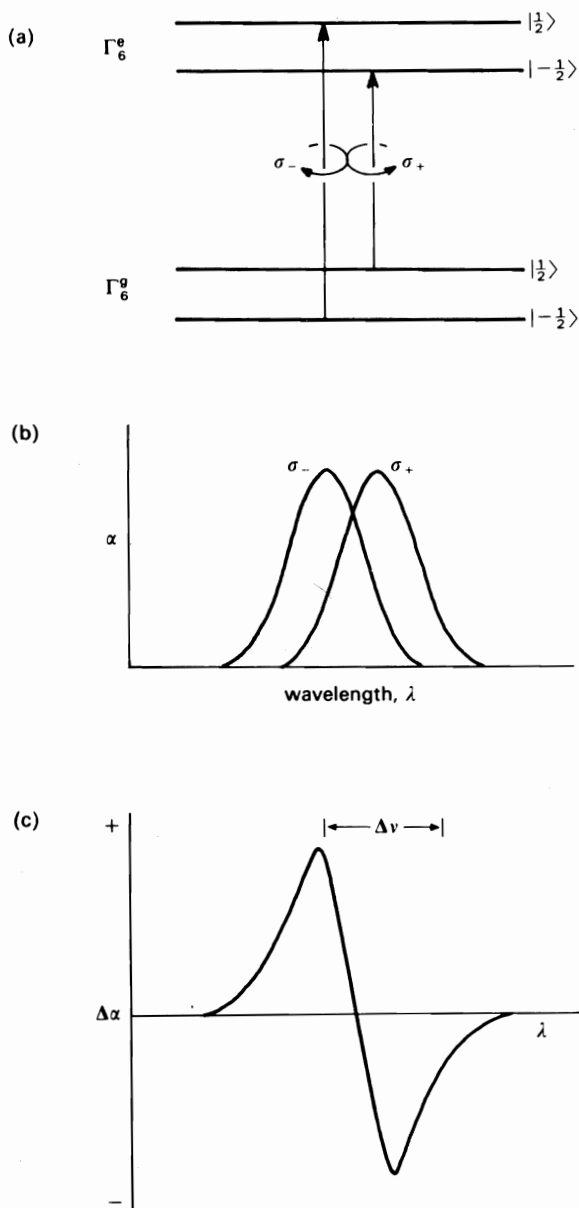 (a)
Γ₆ᵉ
|½⟩
|−½⟩
σ₋ σ₊
Γ₆ᵍ
|½⟩
|−½⟩
(b)
σ₋ σ₊
α
wavelength, λ
(c)
+
|← Δν →|
Δα
λ
−